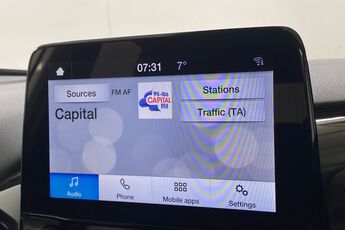 07:31 7°
Sources FM AF
95-106
CAPITAL
FM
Stations
Capital
Traffic (TA)
Audio
Phone
Mobile apps
Settings